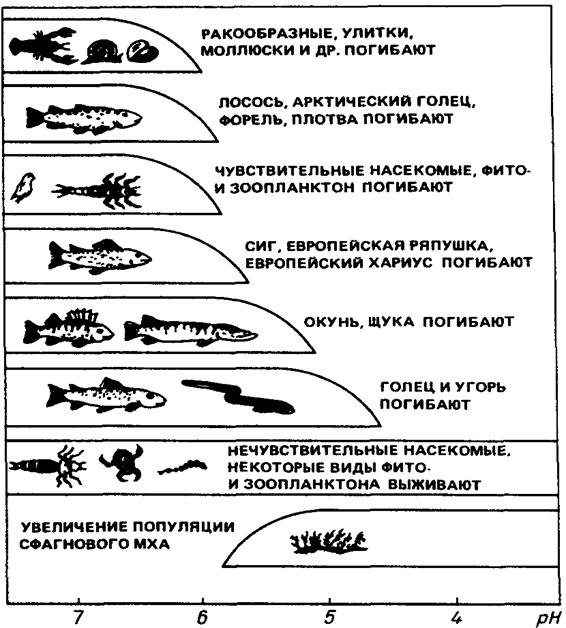 РАКООБРАЗНЫЕ, УЛИТКИ,
МОЛЛЮСКИ И ДР. ПОГИБАЮТ
ЛОСОСЬ, АРКТИЧЕСКИЙ ГОЛЕЦ,
ФОРЕЛЬ, ПЛОТВА ПОГИБАЮТ
ЧУВСТВИТЕЛЬНЫЕ НАСЕКОМЫЕ, ФИТО-
И ЗООПЛАНКТОН ПОГИБАЮТ
СИГ, ЕВРОПЕЙСКАЯ РЯПУШКА,
ЕВРОПЕЙСКИЙ ХАРИУС ПОГИБАЮТ
ОКУНЬ, ЩУКА ПОГИБАЮТ
ГОЛЕЦ И УГОРЬ
ПОГИБАЮТ
НЕЧУВСТВИТЕЛЬНЫЕ НАСЕКОМЫЕ,
НЕКОТОРЫЕ ВИДЫ ФИТО-
И ЗООПЛАНКТОНА ВЫЖИВАЮТ
УВЕЛИЧЕНИЕ ПОПУЛЯЦИИ
СФАГНОВОГО МХА
7 6 5 4 pH